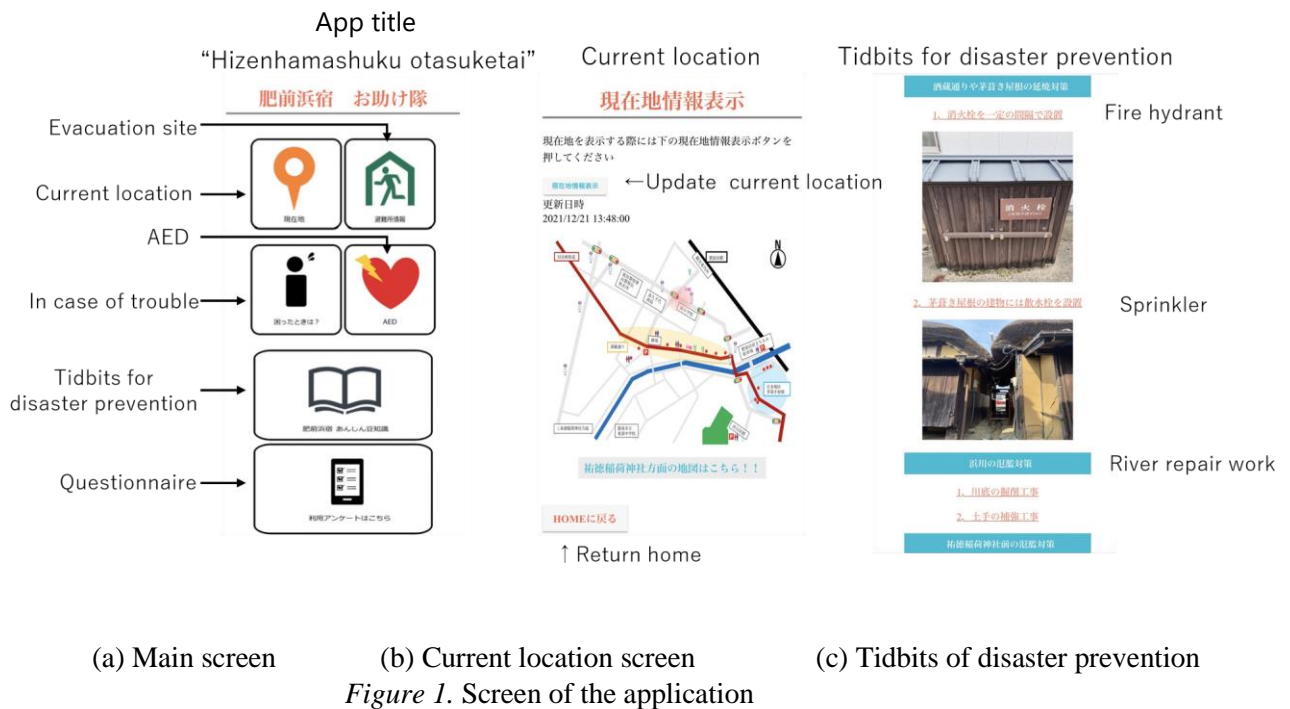 App title
“Hizenhamashuku otasuketai”
肥前浜宿　お助け隊
Evacuation site
Current location
現在地
避難所情報
AED
In case of trouble
困ったときは？
AED
Tidbits for
disaster prevention
肥前浜宿 あんしん豆知識
Questionnaire
利用アンケートはこちら
Current location
現在地情報表示
現在地を表示する際には下の現在地情報表示ボタンを
押してください
現在地情報表示
←Update current location
更新日時
2021/12/21 13:48:00
N
祐徳稲荷神社方面の地図はこちら！！
HOMEに戻る
↑ Return home
Tidbits for disaster prevention
酒蔵通りや茅葺き屋根の延焼対策
1、消火栓を一定の間隔で設置
Fire hydrant
消火栓
2、茅葺き屋根の建物には散水栓を設置
Sprinkler
浜川の氾濫対策
River repair work
1、川底の掘削工事
2、土手の補強工事
祐徳稲荷神社前の氾濫対策
(a) Main screen
(b) Current location screen
(c) Tidbits of disaster prevention
Figure 1. Screen of the application